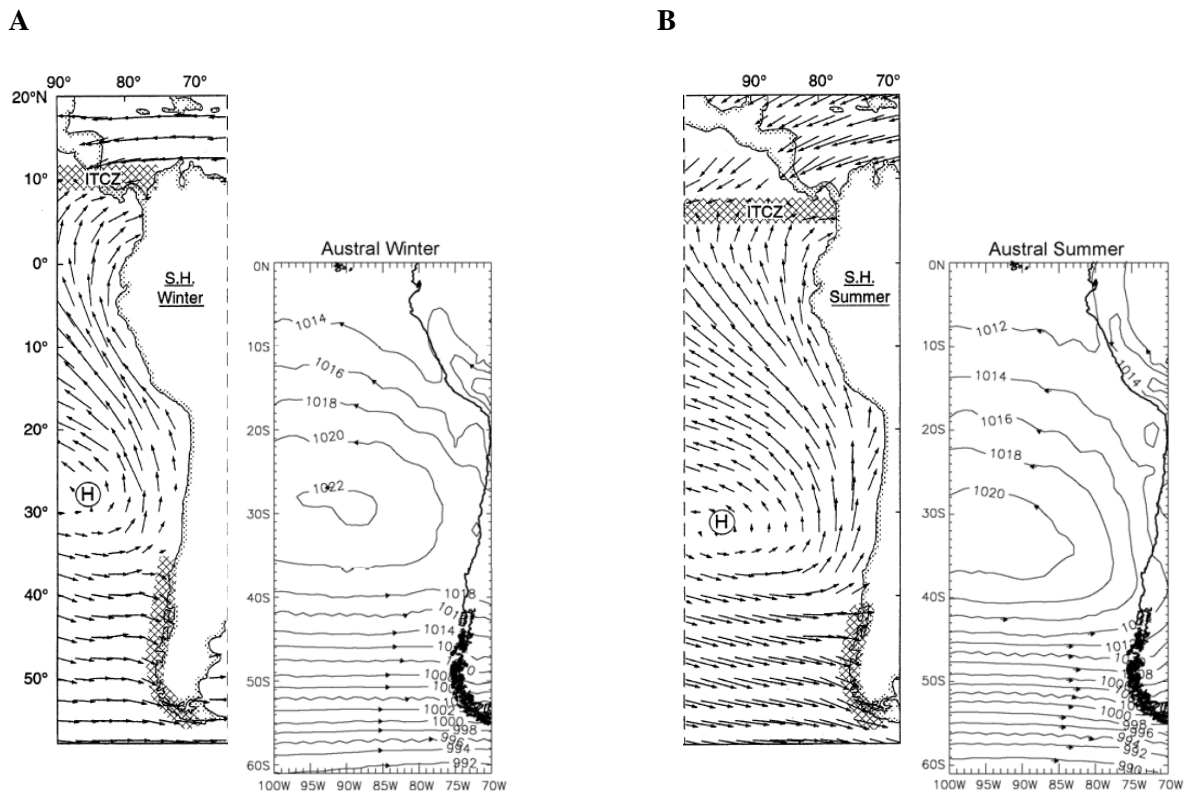 A
B
90° 80° 70°
20°N
10°
0°
10°
20°
30°
40°
50°
ITCZ
S.H.
Winter
H
Austral Winter
0N
10S
20S
30S
40S
50S
60S
100W 95W 90W 85W 80W 75W 70W
1014
1016
1018
1020
1022
1018
1014
1002
1000
998
996
994
992
90° 80° 70°
ITCZ
S.H.
Summer
H
Austral Summer
0N
10S
20S
30S
40S
50S
60S
100W 95W 90W 85W 80W 75W 70W
1012
1014
1014
1016
1018
1020
1000
998
996
994
992
990